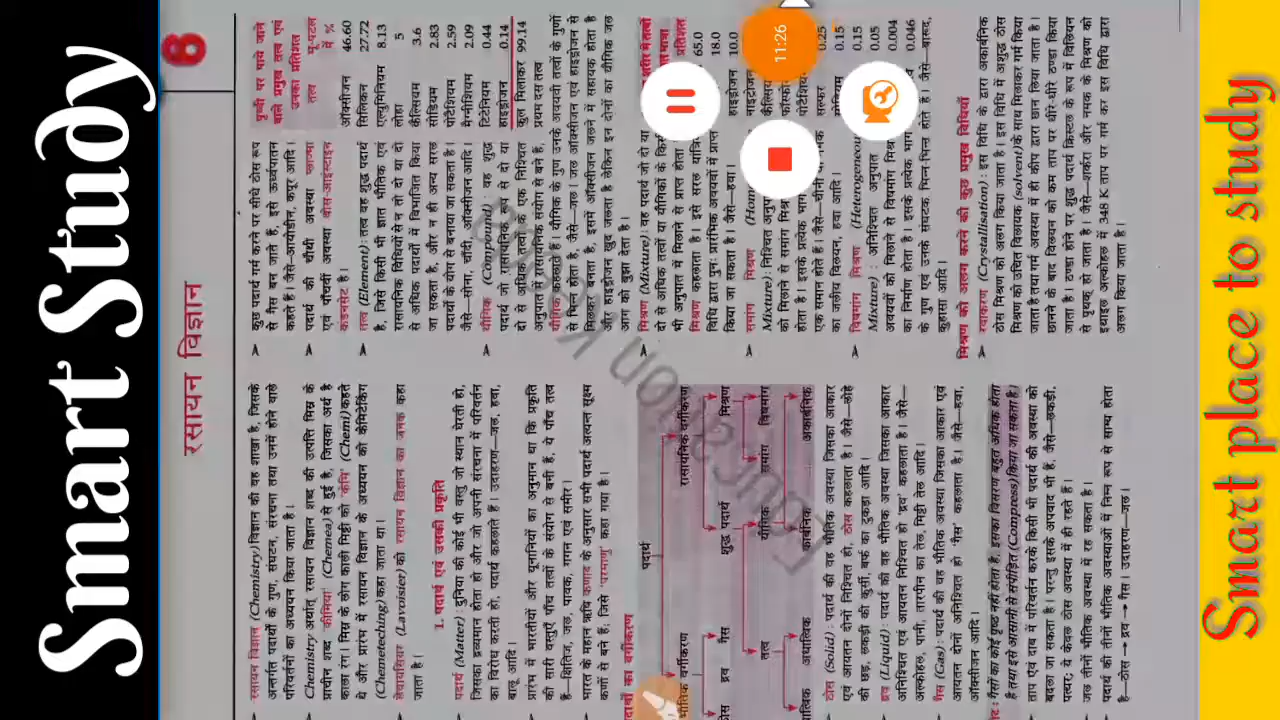 Smart Study
8
रसायन विज्ञान
रसायन विज्ञान (Chemistry) विज्ञान की वह शाखा है, जिसके
अन्तर्गत पदार्थों के गुण, संघटन, संरचना तथा उनमें होने वाले
परिवर्तनों का अध्ययन किया जाता है।
Chemistry अर्थात् रसायन विज्ञान शब्द की उत्पत्ति मिस्र के
प्राचीन शब्द 'कीमिया' (Chemea) से हुई है, जिसका अर्थ है
काला रंग। मिस्र के लोग काली मिट्टी को 'केमि' (Chemi) कहते
थे और प्रारंभ में रसायन विज्ञान के अध्ययन को केमिटेकिंग
(Chemeteching) कहा जाता था।
लेवायसियर (Lavoisier) को रसायन विज्ञान का जनक कहा
जाता है।
1. पदार्थ एवं उसकी प्रकृति
पदार्थ (Matter) : दुनिया की कोई भी वस्तु जो स्थान घेरती हो,
जिसका द्रव्यमान होता हो और जो अपनी संरचना में परिवर्तन
का विरोध करती हो, पदार्थ कहलाते हैं। उदाहरण—जल, हवा,
बालू आदि।
प्रारंभ में भारतीयों और यूनानियों का अनुमान था कि प्रकृति
की सारी वस्तुएँ पाँच तत्वों के संयोग से बनी हैं, ये पाँच तत्व
हैं—क्षितिज, जल, पावक, गगन एवं समीर।
भारत के महान ऋषि कणाद के अनुसार सभी पदार्थ अत्यन्त सूक्ष्म
कणों से बने हैं; जिसे 'परमाणु' कहा गया है।
दार्थों का वर्गीकरण
पदार्थ
भौतिक वर्गीकरण रासायनिक वर्गीकरण
ठोस द्रव गैस शुद्ध पदार्थ मिश्रण
तत्व यौगिक समांग विषमांग
धात्विक अधात्विक कार्बनिक अकार्बनिक
ठोस (Solid) : पदार्थ की वह भौतिक अवस्था जिसका आकार
एवं आयतन दोनों निश्चित हो, ठोस कहलाता है। जैसे—लोहे
की छड़, लकड़ी की कुर्सी, बर्फ का टुकड़ा आदि।
द्रव (Liquid) : पदार्थ की वह भौतिक अवस्था जिसका आकार
अनिश्चित एवं आयतन निश्चित हो 'द्रव' कहलाता है। जैसे—
अल्कोहल, पानी, तारपीन का तेल, मिट्टी तेल आदि।
गैस (Gas) : पदार्थ की वह भौतिक अवस्था जिसका आकार एवं
आयतन दोनों अनिश्चित हो 'गैस' कहलाता है। जैसे—हवा,
ऑक्सीजन आदि।
ट : गैसों का कोई पृष्ठ नहीं होता है, इसका विसरण बहुत अधिक होता
है तथा इसे आसानी से संपीड़ित (Compress) किया जा सकता है।
ताप एवं दाब में परिवर्तन करके किसी भी पदार्थ की अवस्था को
बदला जा सकता है। परन्तु इसके अपवाद भी हैं, जैसे—लकड़ी,
पत्थर; ये केवल ठोस अवस्था में ही रहते हैं।
जल तीनों भौतिक अवस्था में रह सकता है।
पदार्थ की तीनों भौतिक अवस्थाओं में निम्न रूप से साम्य होता
है—ठोस → द्रव → गैस। उदाहरण—जल।
कुछ पदार्थ गर्म करने पर सीधे ठोस रूप
से गैस बन जाते हैं, इसे ऊर्ध्वपातन
कहते हैं। जैसे—आयोडीन, कपूर आदि।
पदार्थ की चौथी अवस्था प्लाज्मा
एवं पाँचवीं अवस्था बोस-आइंस्टाइन
कंडनसेट है।
तत्व (Element) : तत्व वह शुद्ध पदार्थ
है, जिसे किसी भी ज्ञात भौतिक एवं
रासायनिक विधियों से न तो दो या दो
से अधिक पदार्थों में विभाजित किया
जा सकता है, और न ही अन्य सरल
पदार्थों के योग से बनाया जा सकता है।
जैसे—सोना, चाँदी, ऑक्सीजन आदि।
यौगिक (Compound) वह शुद्ध
पदार्थ जो रासायनिक रूप से दो या
दो से अधिक तत्वों के एक निश्चित
अनुपात में रासायनिक संयोग से बने हैं,
यौगिक कहलाते हैं। यौगिक के गुण उनके अवयवी तत्वों के गुणों
से भिन्न होता है, जैसे—जल। जल ऑक्सीजन एवं हाइड्रोजन से
मिलकर बनता है, इसमें ऑक्सीजन जलने में सहायक होता है
और हाइड्रोजन खुद जलता है लेकिन इन दोनों का यौगिक जल
आग को बुझा देता है।
पृथ्वी पर पाये जाने
वाले प्रमुख तत्व एवं
उनका प्रतिशत
तत्व भू-पटल में %
ऑक्सीजन 46.60
सिलिकन 27.72
एल्युमिनियम 8.13
लोहा 5
कैल्सियम 3.6
सोडियम 2.83
पोटैशियम 2.59
मैग्नीशियम 2.09
टिटेनियम 0.44
हाइड्रोजन 0.14
कुल मिलाकर 99.14
प्रथम दस तत्व
मिश्रण (Mixture) : वह पदार्थ जो दो या
दो से अधिक तत्वों या यौगिकों के किसी
भी अनुपात में मिलाने से प्राप्त होता
मिश्रण कहलाता है। इसे सरल यांत्रि
विधि द्वारा पुनः प्रारंभिक अवयवों में प्राप्त
किया जा सकता है। जैसे—हवा।
समांग मिश्रण (Hom
Mixture) : निश्चित अनुपा
को मिलाने से समांग मिश्र
होता है। इसके प्रत्येक भाग
एक समान होते हैं। जैसे—चीनी
का जलीय विलयन, हवा आदि।
विषमांग मिश्रण (Heterogeneou
Mixture) : अनिश्चित अनुपात
अवयवों को मिलाने से विषमांग मिश्र
का निर्माण होता है। इसके प्रत्येक भाग
के गुण एवं उनके संघटक भिन्न-भिन्न होते हैं। जैसे—बारूद,
कुहासा आदि।
शरीर में तत्वों
मात्रा
प्रतिशत
65.0
18.0
हाइड्रोजन 10.0
नाइट्रोजन
कैल्सिय
फॉस्फो
पोटैशिय
सल्फर 0.25
0.15
0.15
0.05
0.004
0.046
मिश्रण को अलग करने की कुछ प्रमुख विधियाँ
रवाकरण (Crystallisation) : इस विधि के द्वारा अकार्बनिक
ठोस मिश्रण को अलग किया जाता है। इस विधि में अशुद्ध ठोस
मिश्रण को उचित विलायक (solvent) के साथ मिलाकर गर्म किया
जाता है तथा गर्म अवस्था में ही कीप द्वारा छान लिया जाता है।
छानने के बाद विलयन को कम ताप पर धीरे-धीरे ठण्डा किया
जाता है। ठण्डा होने पर शुद्ध पदार्थ क्रिस्टल के रूप में विलयन
से पृथक् हो जाता है। जैसे—शर्करा और नमक के मिश्रण को
इथाइल अल्कोहल में 348 K ताप पर गर्म कर इस विधि द्वारा
अलग किया जाता है।
11:26
Smart place to study